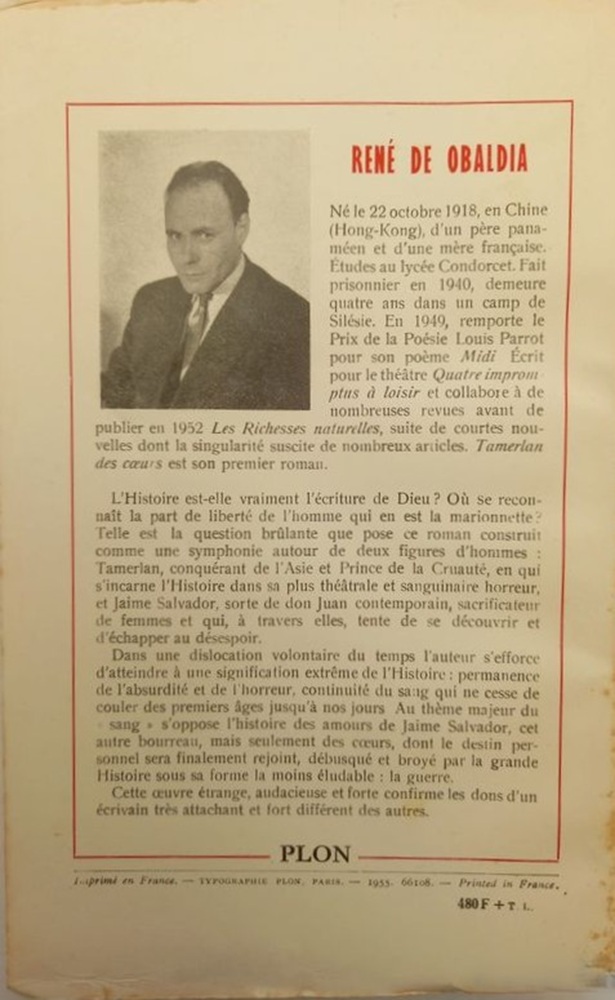 RENÉ DE OBALDIA
Né le 22 octobre 1918, en Chine
(Hong-Kong), d'un père pana-
méen et d'une mère française.
Études au lycée Condorcet. Fait
prisonnier en 1940, demeure
quatre ans dans un camp de
Silésie. En 1949, remporte le
Prix de la Poésie Louis Parrot
pour son poème Midi Écrit
pour le théâtre Quatre impromp-
ptus à loisir et collabore à de
nombreuses revues avant de
publier en 1952 Les Richesses naturelles, suite de courtes nou-
velles dont la singularité suscite de nombreux articles. Tamerlan
des cœurs est son premier roman.
L'Histoire est-elle vraiment l'écriture de Dieu ? Où se recon-
naît la part de liberté de l'homme qui en est la marionnette ?
Telle est la question brûlante que pose ce roman construit
comme une symphonie autour de deux figures d'hommes :
Tamerlan, conquérant de l'Asie et Prince de la Cruauté, en qui
s'incarne l'Histoire dans sa plus théâtrale et sanguinaire horreur,
et Jaime Salvador, sorte de don Juan contemporain, sacrificateur
de femmes et qui, à travers elles, tente de se découvrir et
d'échapper au désespoir.
Dans une dislocation volontaire du temps l'auteur s'efforce
d'atteindre à une signification extrême de l'Histoire : permanence
de l'absurdité et de l'horreur, continuité du sang qui ne cesse de
couler des premiers âges jusqu'à nos jours Au thème majeur du
« sang » s'oppose l'histoire des amours de Jaime Salvador, cet
autre bourreau, mais seulement des cœurs, dont le destin per-
sonnel sera finalement rejoint, débusqué et broyé par la grande
Histoire sous sa forme la moins éludable : la guerre.
Cette œuvre étrange, audacieuse et forte confirme les dons d'un
écrivain très attachant et fort différent des autres.
PLON
Imprimé en France. — TYPOGRAPHIE PLON, PARIS. — 1955. 66108. — Printed in France.
480 F + T. L.